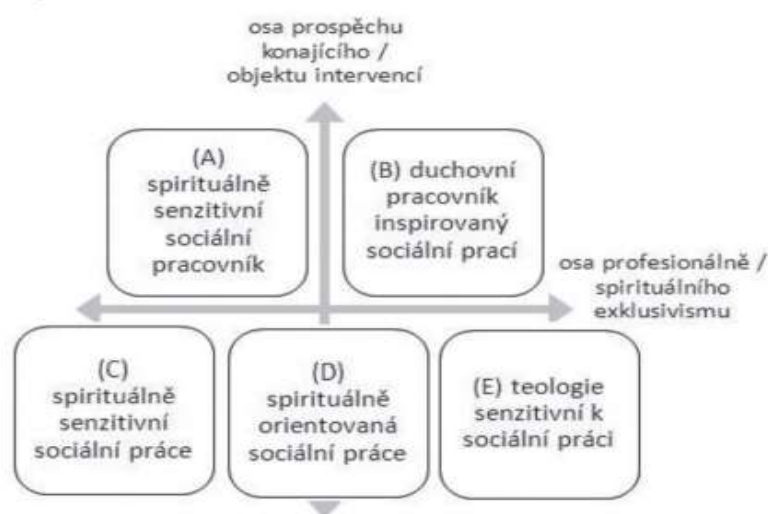 osa prospěchu
konajícího /
objektu intervencí
(A)
spirituálně
senzitivní
sociální
pracovník
(B) duchovní
pracovník
inspirovaný
sociální prací
osa profesionálně /
spirituálního
exklusivismu
(C)
spirituálně
senzitivní
sociální práce
(D)
spirituálně
orientovaná
sociální práce
(E) teologie
senzitivní k
sociální práci